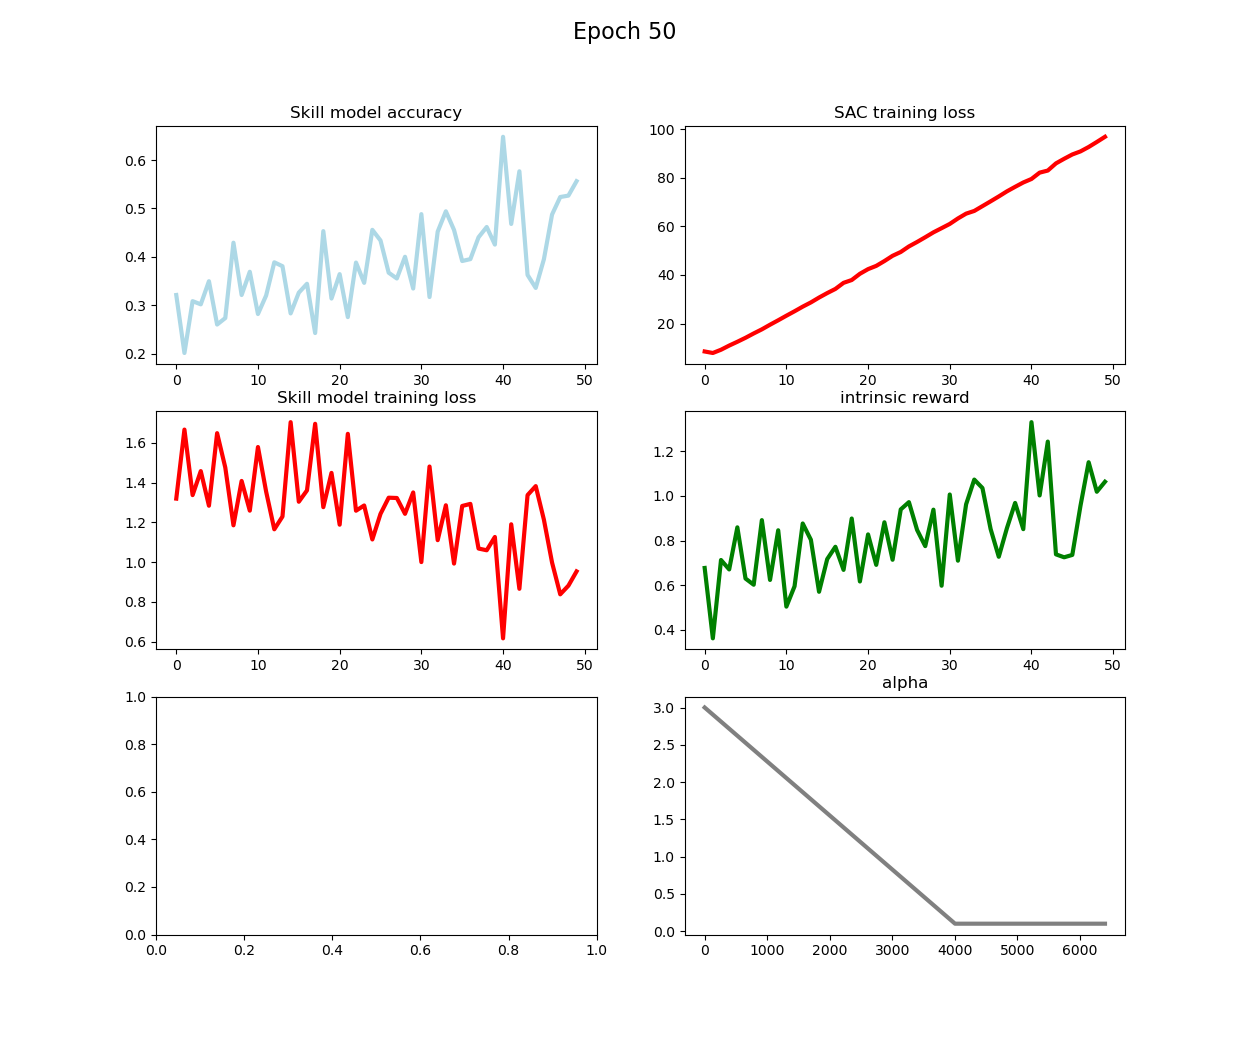 Epoch 50
Skill model accuracy
0.6
0.5
0.4
0.3
0.2
0 10 20 30 40 50
SAC training loss
100
80
60
40
20
0 10 20 30 40 50
Skill model training loss
1.6
1.4
1.2
1.0
0.8
0.6
0 10 20 30 40 50
intrinsic reward
1.2
1.0
0.8
0.6
0.4
0 10 20 30 40 50
1.0
0.8
0.6
0.4
0.2
0.0
0.0 0.2 0.4 0.6 0.8 1.0
alpha
3.0
2.5
2.0
1.5
1.0
0.5
0.0
0 1000 2000 3000 4000 5000 6000